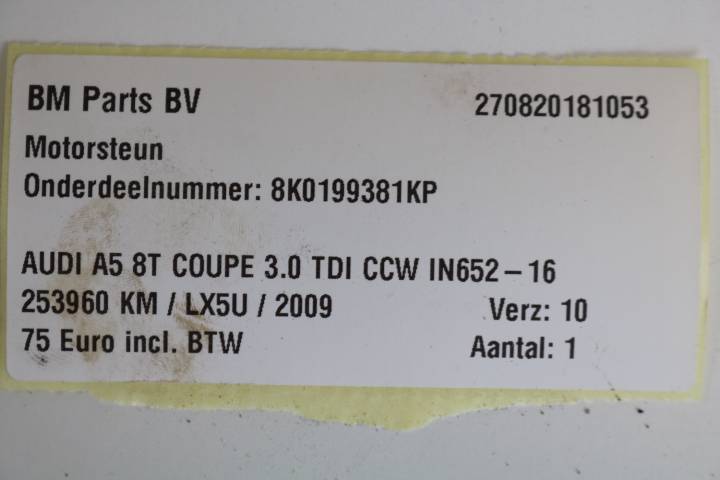 BM Parts BV 270820181053
Motorsteun
Onderdeelnummer: 8K0199381KP
AUDI A5 8T COUPE 3.0 TDI CCW IN652-16
253960 KM / LX5U / 2009 Verz: 10
75 Euro incl. BTW Aantal: 1